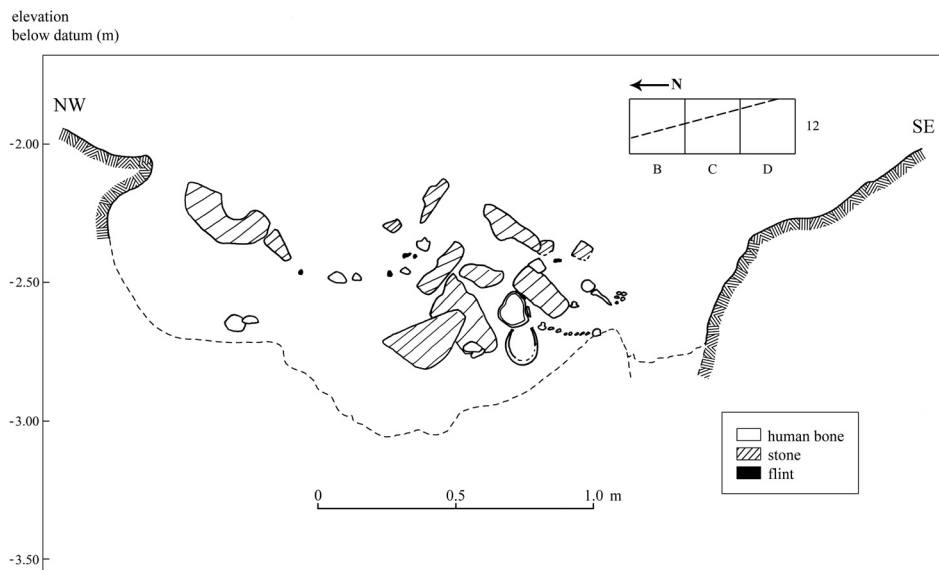 elevation
below datum (m)
NW
N
12
SE
B C D
-2.00
-2.50
-3.00
-3.50
human bone
stone
flint
0 0.5 1.0 m